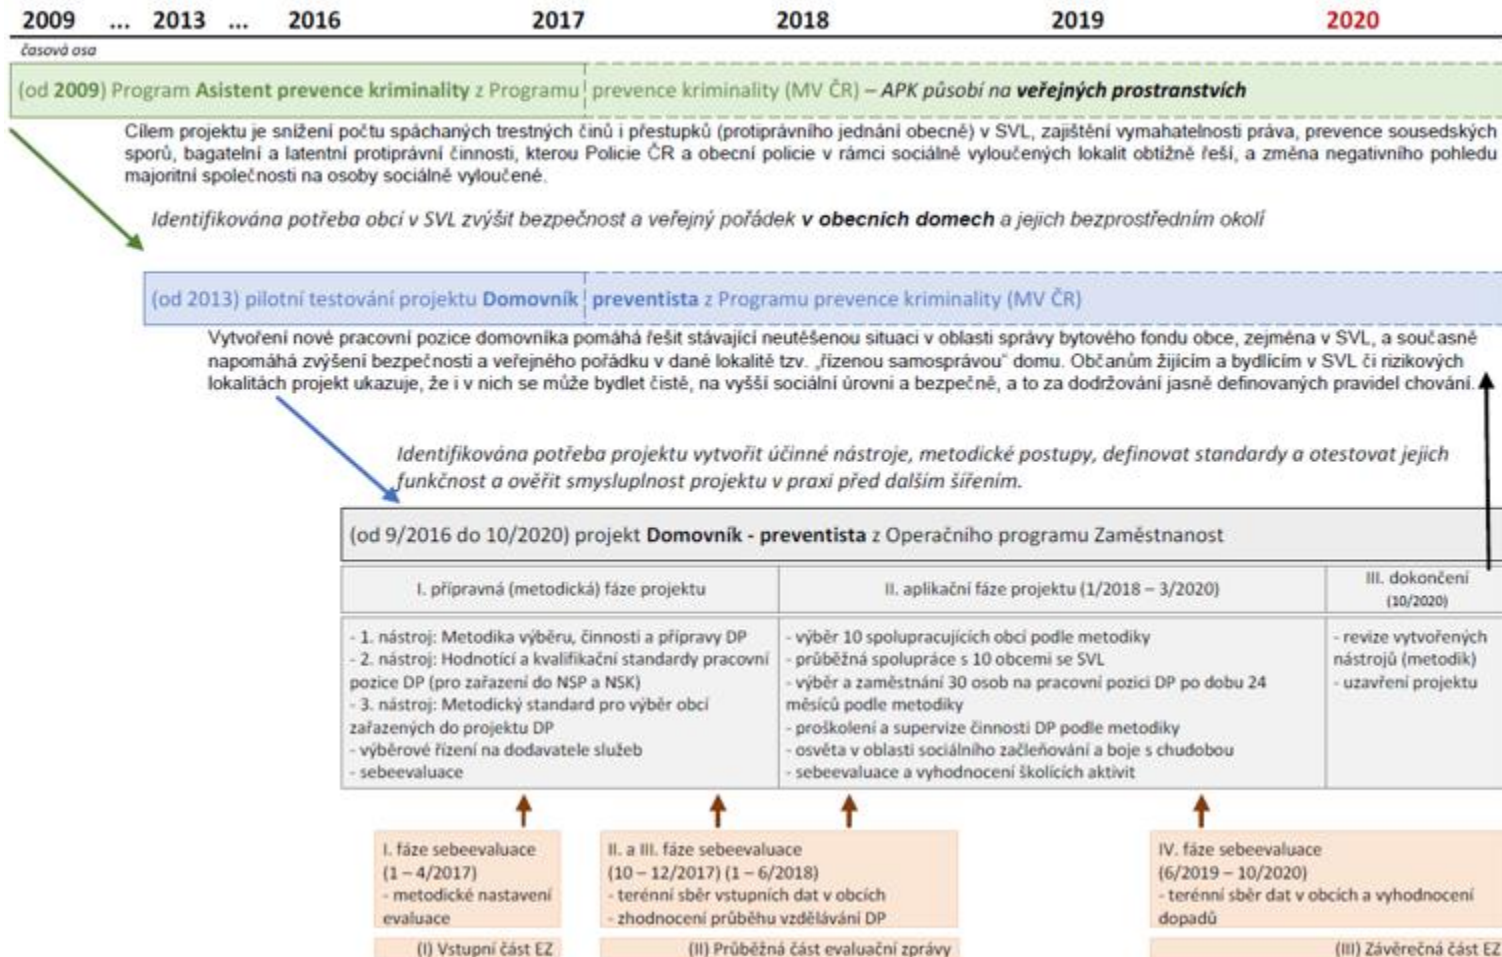 2009 ... 2013 ... 2016 2017 2018 2019 2020
časová osa
(od 2009) Program Asistent prevence kriminality z Programu prevence kriminality (MV ČR) – APK působí na veřejných prostranstvích
Cílem projektu je snížení počtu spáchaných trestných činů i přestupků (protiprávního jednání obecně) v SVL, zajištění vymahatelnosti práva, prevence sousedských
sporů, bagatelní a latentní protiprávní činnosti, kterou Policie ČR a obecní policie v rámci sociálně vyloučených lokalit obtížně řeší, a změna negativního pohledu
majoritní společnosti na osoby sociálně vyloučené.
Identifikována potřeba obcí v SVL zvýšit bezpečnost a veřejný pořádek v obecních domech a jejich bezprostředním okolí
(od 2013) pilotní testování projektu Domovník preventista z Programu prevence kriminality (MV ČR)
Vytvoření nové pracovní pozice domovníka pomáhá řešit stávající neutěšenou situaci v oblasti správy bytového fondu obce, zejména v SVL, a současně
napomáhá zvýšení bezpečnosti a veřejného pořádku v dané lokalitě tzv. „řízenou samosprávou“ domu. Občanům žijícím a bydlícím v SVL či rizikových
lokalitách projekt ukazuje, že i v nich se může bydlet čistě, na vyšší sociální úrovni a bezpečně, a to za dodržování jasně definovaných pravidel chování.
Identifikována potřeba projektu vytvořit účinné nástroje, metodické postupy, definovat standardy a otestovat jejich
funkčnost a ověřit smysluplnost projektu v praxi před dalším šířením.
(od 9/2016 do 10/2020) projekt Domovník - preventista z Operačního programu Zaměstnanost
I. přípravná (metodická) fáze projektu
- 1. nástroj: Metodika výběru, činnosti a přípravy DP
- 2. nástroj: Hodnotící a kvalifikační standardy pracovní
pozice DP (pro zařazení do NSP a NSK)
- 3. nástroj: Metodický standard pro výběr obcí
zařazených do projektu DP
- výběrové řízení na dodavatele služeb
- sebeevaluace
II. aplikační fáze projektu (1/2018 – 3/2020)
- výběr 10 spolupracujících obcí podle metodiky
- průběžná spolupráce s 10 obcemi se SVL
- výběr a zaměstnání 30 osob na pracovní pozici DP po dobu 24
měsíců podle metodiky
- proškolení a supervize činnosti DP podle metodiky
- osvěta v oblasti sociálního začleňování a boje s chudobou
- sebeevaluace a vyhodnocení školících aktivit
III. dokončení
(10/2020)
- revize vytvořených
nástrojů (metodik)
- uzavření projektu
I. fáze sebeevaluace
(1 – 4/2017)
- metodické nastavení
evaluace
(I) Vstupní část EZ
II. a III. fáze sebeevaluace
(10 – 12/2017) (1 – 6/2018)
- terénní sběr vstupních dat v obcích
- zhodnocení průběhu vzdělávání DP
(II) Průběžná část evaluační zprávy
IV. fáze sebeevaluace
(6/2019 – 10/2020)
- terénní sběr dat v obcích a vyhodnocení
dopadů
(III) Závěrečná část EZ